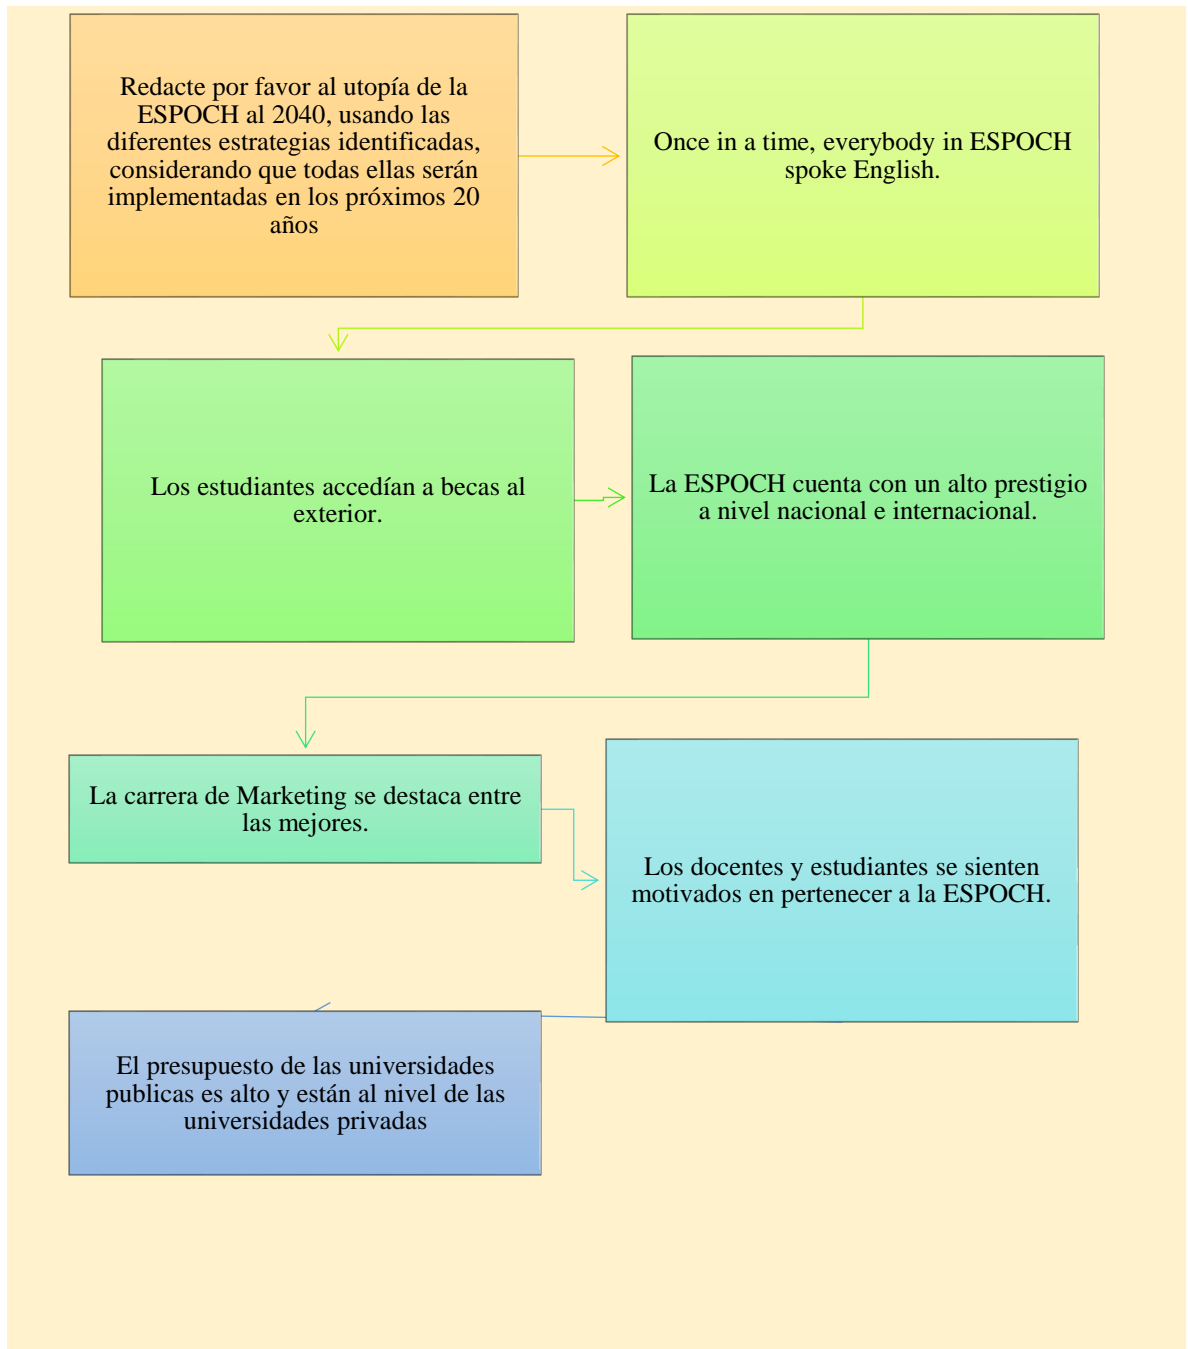 Redacte por favor al utopía de la
ESPOCH al 2040, usando las
diferentes estrategias identificadas,
considerando que todas ellas serán
implementadas en los próximos 20
años
Once in a time, everybody in ESPOCH
spoke English.
Los estudiantes accedían a becas al
exterior.
La ESPOCH cuenta con un alto prestigio
a nivel nacional e internacional.
La carrera de Marketing se destaca entre
las mejores.
Los docentes y estudiantes se sienten
motivados en pertenecer a la ESPOCH.
El presupuesto de las universidades
publicas es alto y están al nivel de las
universidades privadas